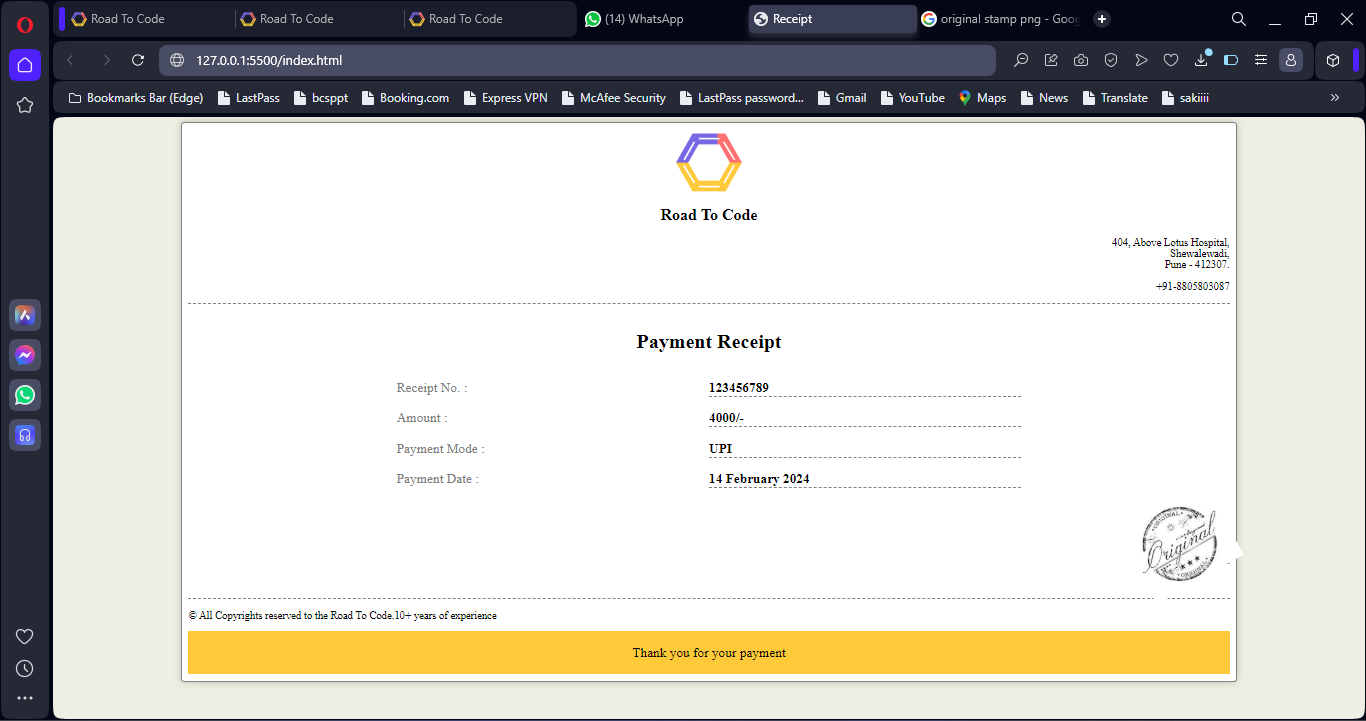 Road To Code
Road To Code
Road To Code
(14) WhatsApp
Receipt
original stamp png - Goog
127.0.0.1:5500/index.html
Bookmarks Bar (Edge)
LastPass
bcsppt
Booking.com
Express VPN
McAfee Security
LastPass password...
Gmail
YouTube
Maps
News
Translate
sakiiii
Road To Code
404, Above Lotus Hospital,
Shewalewadi,
Pune - 412307.
+91-8805803087
Payment Receipt
Receipt No. : 123456789
Amount : 4000/-
Payment Mode : UPI
Payment Date : 14 February 2024
ORIGINAL
Original
ORIGINAL
© All Copyrights reserved to the Road To Code.10+ years of experience
Thank you for your payment